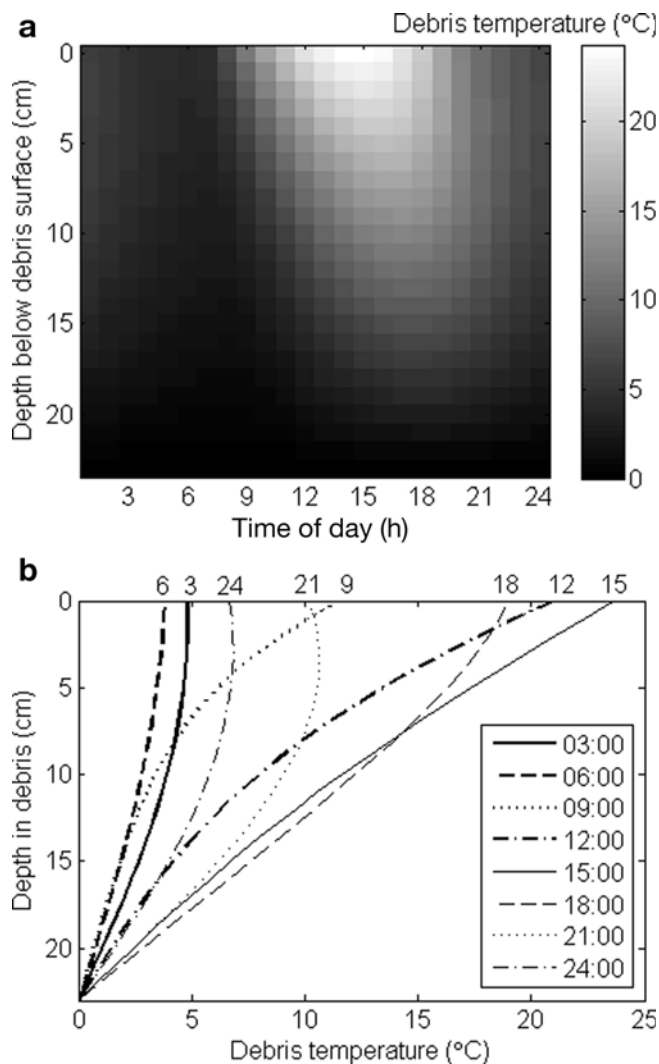 a
Debris temperature (°C)
Depth below debris surface (cm)
0
5
10
15
20
3 6 9 12 15 18 21 24
Time of day (h)
20
15
10
5
0
b
6 3 24 21 9 18 12 15
Depth in debris (cm)
0
5
10
15
20
0 5 10 15 20 25
Debris temperature (°C)
03:00
06:00
09:00
12:00
15:00
18:00
21:00
24:00